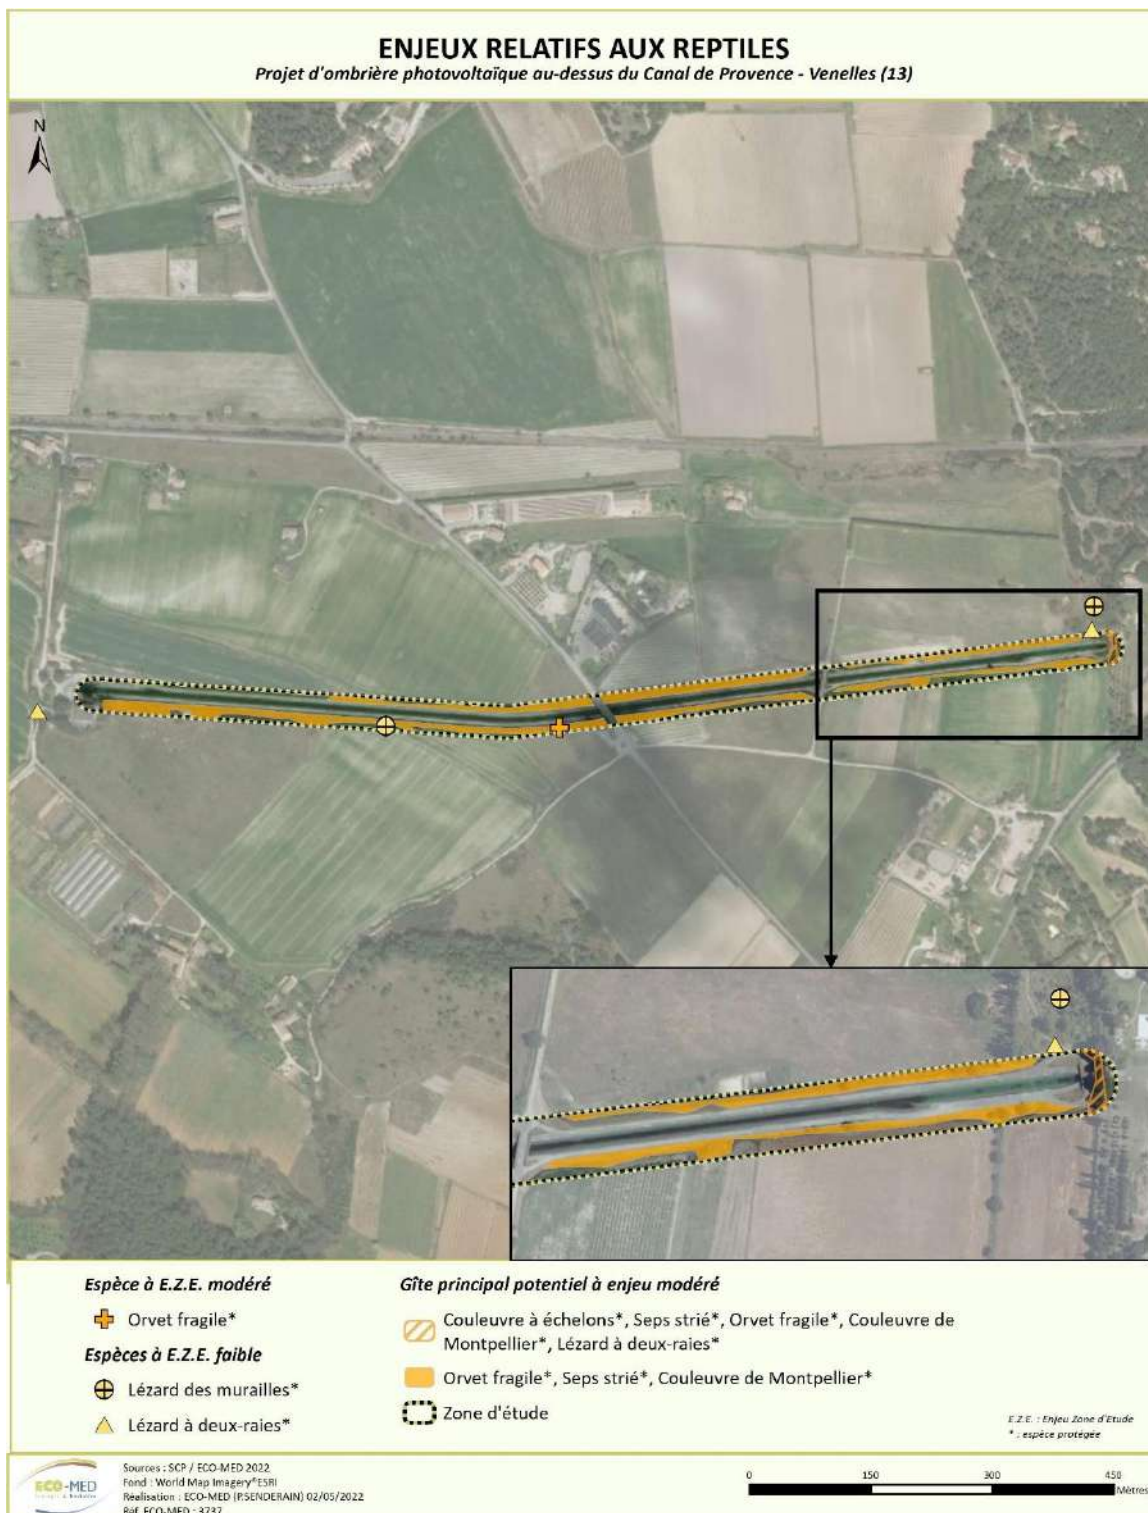 ENJEUX RELATIFS AUX REPTILES
Projet d'ombrière photovoltaïque au-dessus du Canal de Provence - Venelles (13)
N
Espèce à E.Z.E. modéré
Orvet fragile*
Espèces à E.Z.E. faible
Lézard des murailles*
Lézard à deux-raies*
Gîte principal potentiel à enjeu modéré
Couleuvre à échelons*, Seps strié*, Orvet fragile*, Couleuvre de
Montpellier*, Lézard à deux-raies*
Orvet fragile*, Seps strié*, Couleuvre de Montpellier*
Zone d'étude
E.Z.E. : Enjeu Zone d'Etude
* : espèce protégée
ECO-MED
Sources : SCP / ECO-MED 2022
Fond : World Map Imagery®ESRI
Réalisation : ECO-MED (P.SENDERAIN) 02/05/2022
Réf. ECO-MED : 3737
0 150 300 450
Mètres